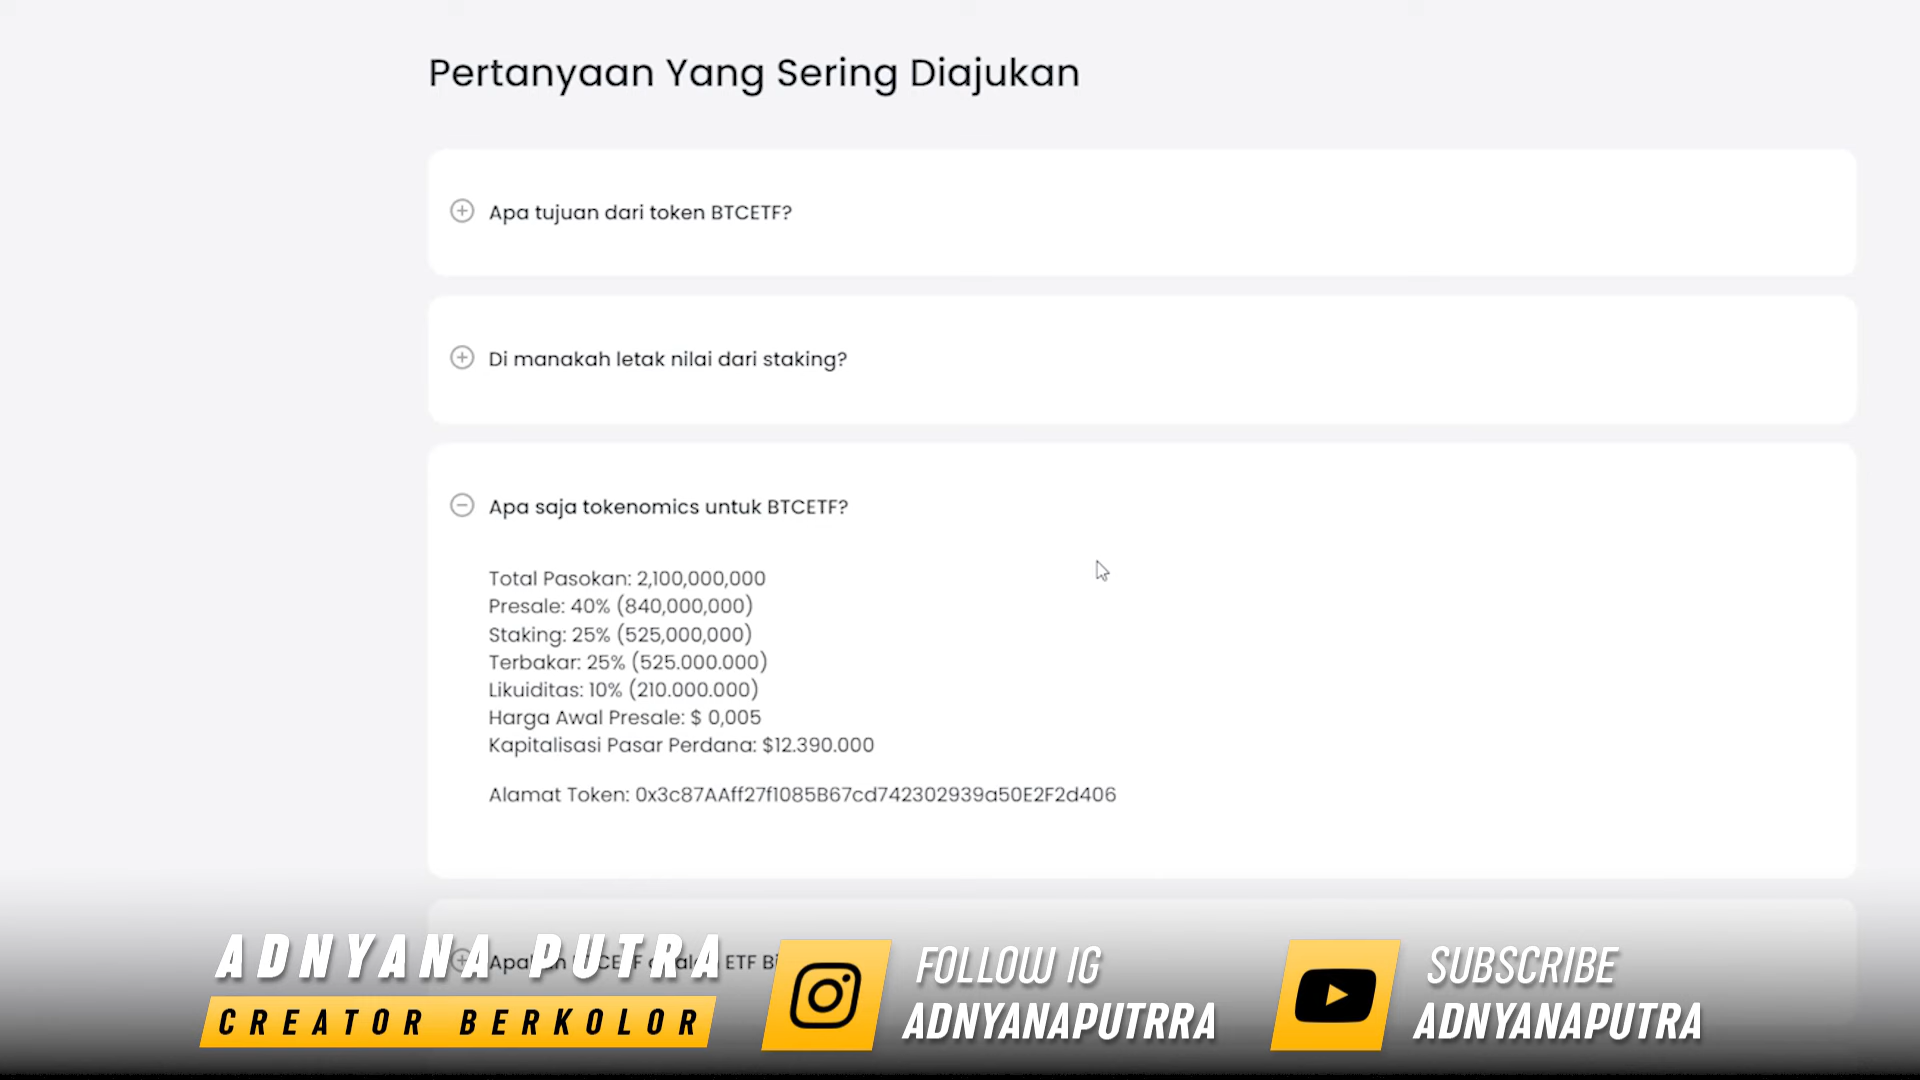 Pertanyaan Yang Sering Diajukan
Apa tujuan dari token BTCETF?
Di manakah letak nilai dari staking?
Apa saja tokenomics untuk BTCETF?
Total Pasokan: 2,100,000,000
Presale: 40% (840,000,000)
Staking: 25% (525,000,000)
Terbakar: 25% (525.000.000)
Likuiditas: 10% (210.000.000)
Harga Awal Presale: $ 0,005
Kapitalisasi Pasar Perdana: $12.390.000
Alamat Token: 0x3c87AAff27f1085B67cd742302939a50E2F2d406
ETF
ADNYANA PUTRA
CREATOR BERKOLOR
FOLLOW IG
ADNYANAPUTRRA
SUBSCRIBE
ADNYANAPUTRA